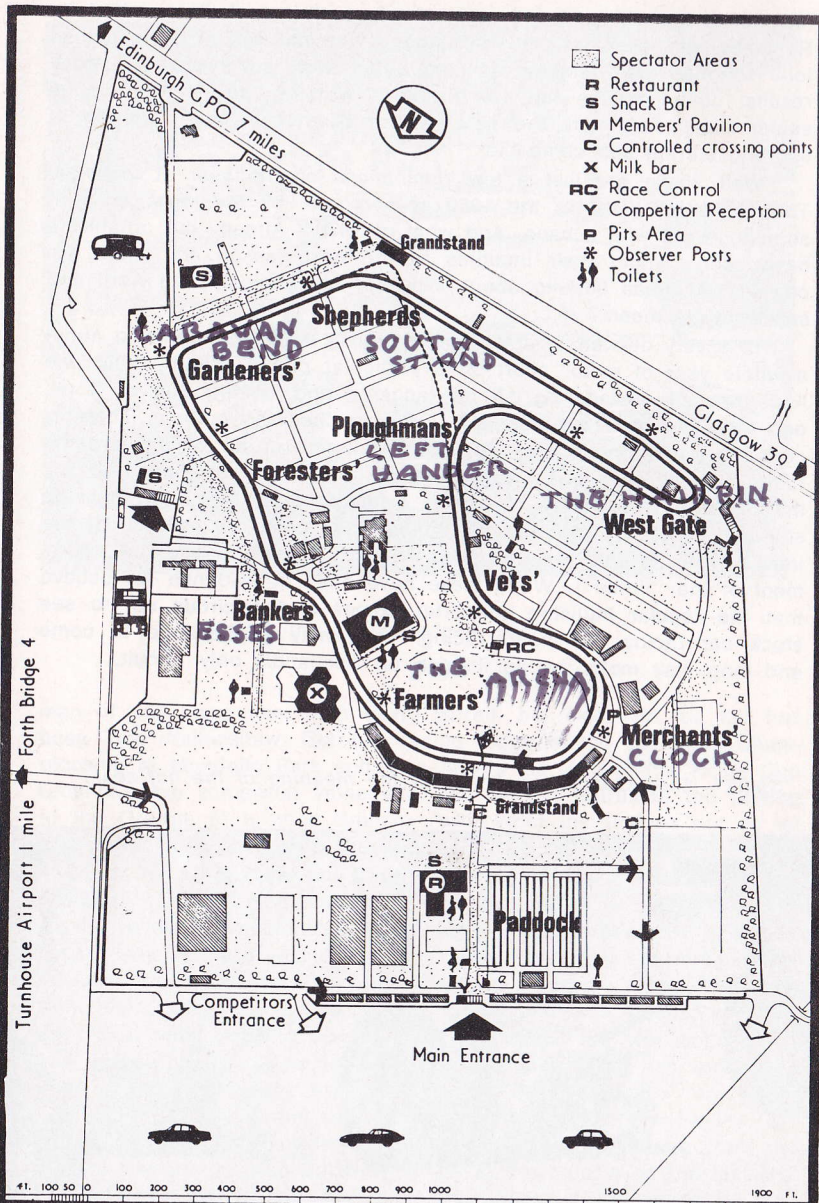 Edinburgh GPO 7 miles
N
Spectator Areas
R Restaurant
S Snack Bar
M Members' Pavilion
C Controlled crossing points
X Milk bar
RC Race Control
Y Competitor Reception
P Pits Area
* Observer Posts
Toilets
Grandstand
S
Shepherds
CARAVAN
BEND
SOUTH
STAND
Gardeners'
Glasgow 39
Ploughmans'
LEFT
HANDER
Foresters'
S
THE HAIRPIN.
West Gate
Vets'
M
S
Bankers
ESSES
RC
THE ARENA
X
Farmers'
P
Merchants'
CLOCK
Turnhouse Airport 1 mile Forth Bridge 4
C
Grandstand
C
S
R
Paddock
Y
Competitors'
Entrance
Main Entrance
FT. 100 50 0 100 200 300 400 500 600 700 800 900 1000 1500 1900 FT.